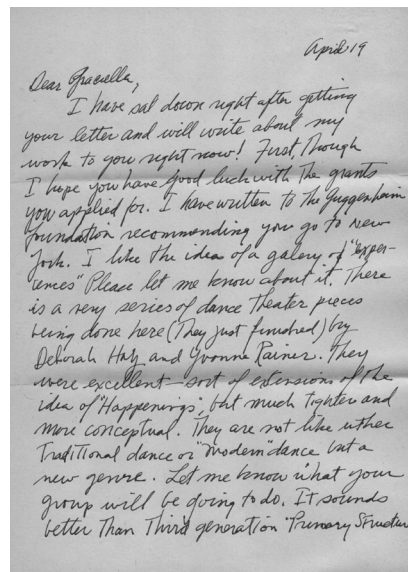 April 19
Dear Graciella,
I have sat down right after getting
your letter and will write about my
work to you right now! First, Though
I hope you have good luck with The grants
you applied for. I have written to the Guggenheim
foundation recommending you go to New
York. I like the idea of a galery of "exper-
iences" Please let me know about it. There
is a very series of dance Theater pieces
being done here (They just finished) by
Deborah Hay and Yvonne Rainer. They
were excellent — sort of extensions of the
idea of "Happenings", but much Tighter and
more conceptual. They are not like either
Traditional dance or "modern" dance but a
new genre. Let me know what your
group will be going to do. It sounds
better Than Third generation "Primary Structure